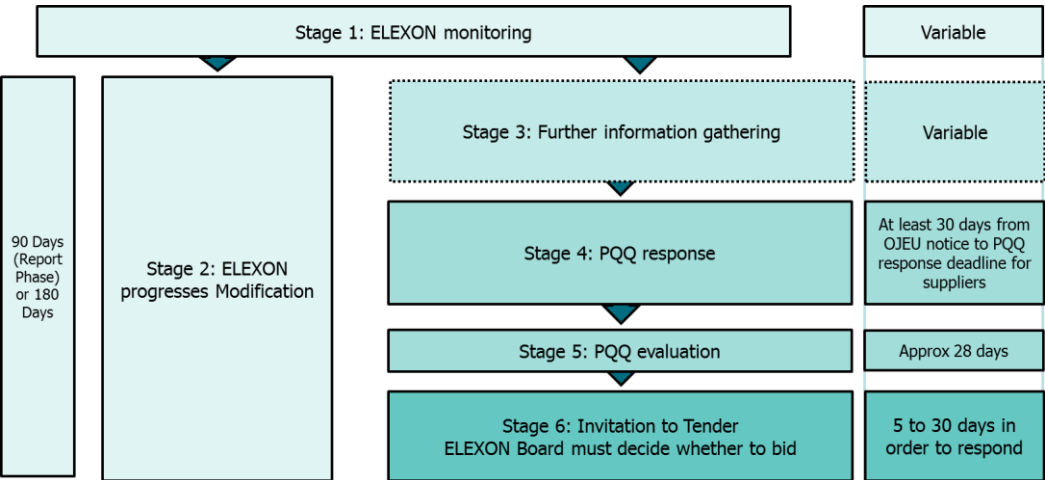 Stage 1: ELEXON monitoring
Variable
Stage 3: Further information gathering
Variable
90 Days
(Report
Phase)
or 180
Days
Stage 2: ELEXON
progresses Modification
Stage 4: PQQ response
At least 30 days from
OJEU notice to PQQ
response deadline for
suppliers
Stage 5: PQQ evaluation
Approx 28 days
Stage 6: Invitation to Tender
ELEXON Board must decide whether to bid
5 to 30 days in
order to respond